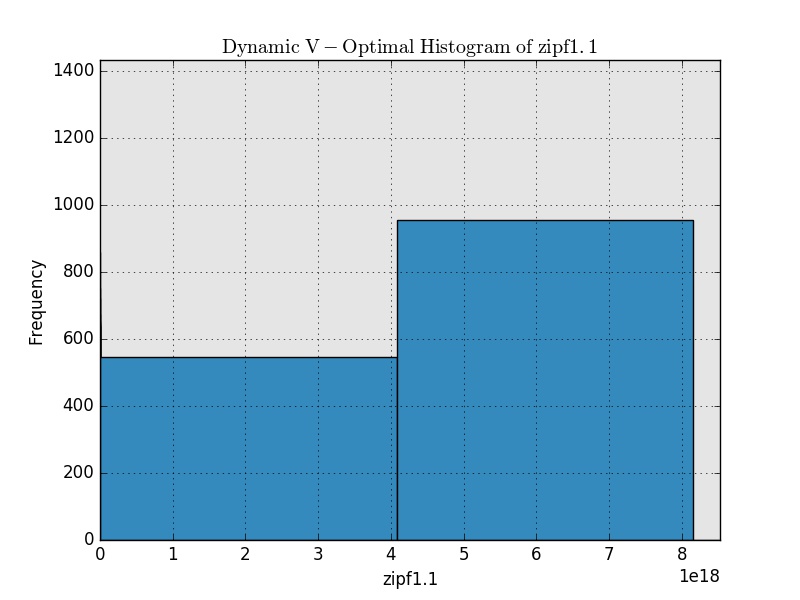 Dynamic V − Optimal Histogram of zipf1.1
1400
1200
1000
800
600
400
200
0
Frequency
0 1 2 3 4 5 6 7 8
1e18
zipf1.1